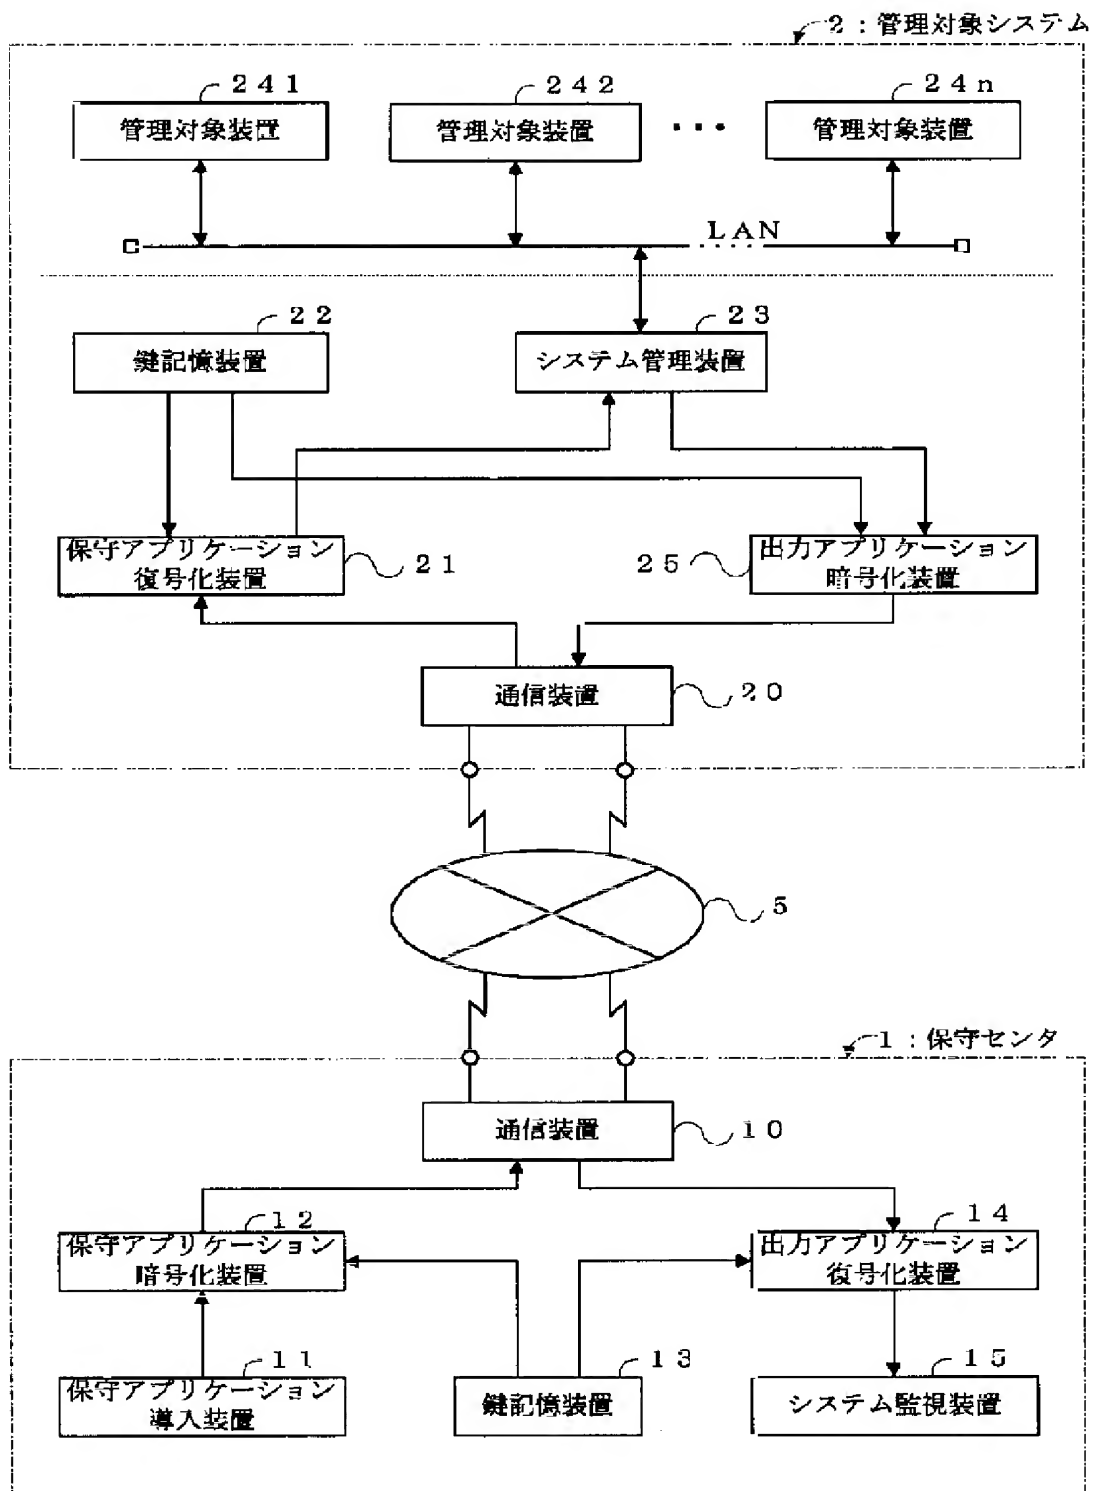 2：管理対象システム
２４１
２４２
２４ｎ
管理対象装置
管理対象装置
・・・
管理対象装置
ＬＡＮ
２２
２３
鍵記憶装置
システム管理装置
保守アプリケーション
復号化装置
２１
２５
出力アプリケーション
暗号化装置
通信装置
２０
５
1：保守センタ
通信装置
１０
１２
保守アプリケーション
暗号化装置
１４
出力アプリケーション
復号化装置
１１
保守アプリケーション
導入装置
１３
鍵記憶装置
１５
システム監視装置